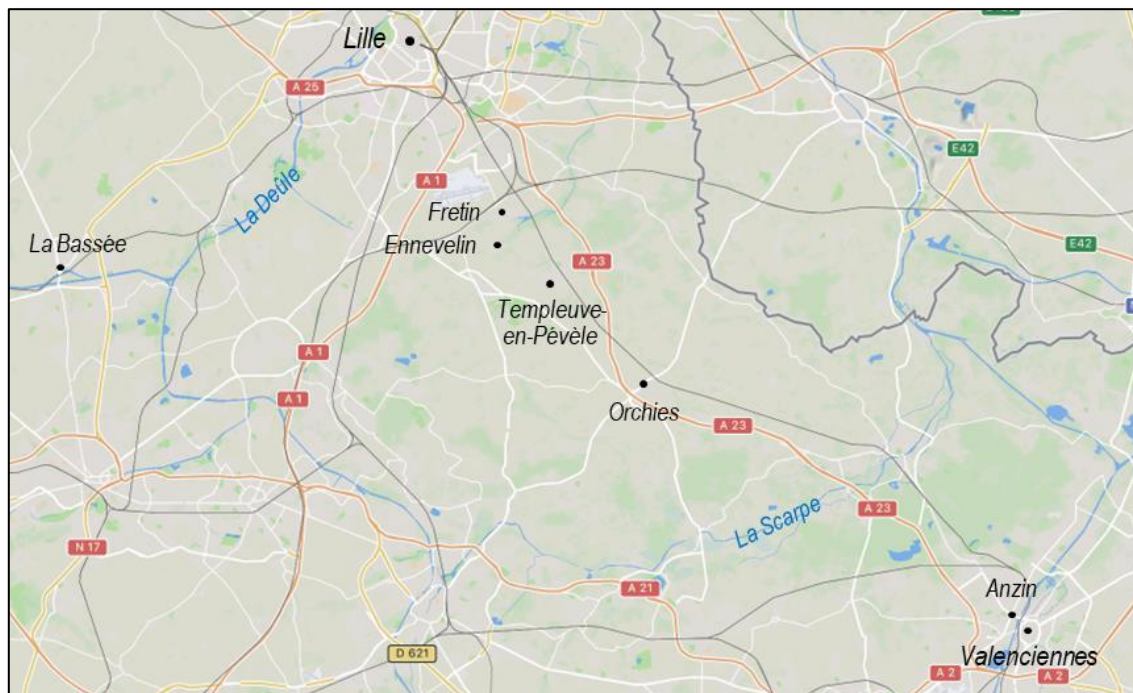 Lille
A 25
E42
A 1
La Deûle
Fretin
La Bassée
Ennevelin
E42
A 23
Templeuve-
en-Pévèle
A 1
A 1
Orchies
A 23
La Scarpe
A 23
N 17
A 21
Anzin
D 621
Valenciennes
A 2
A 2